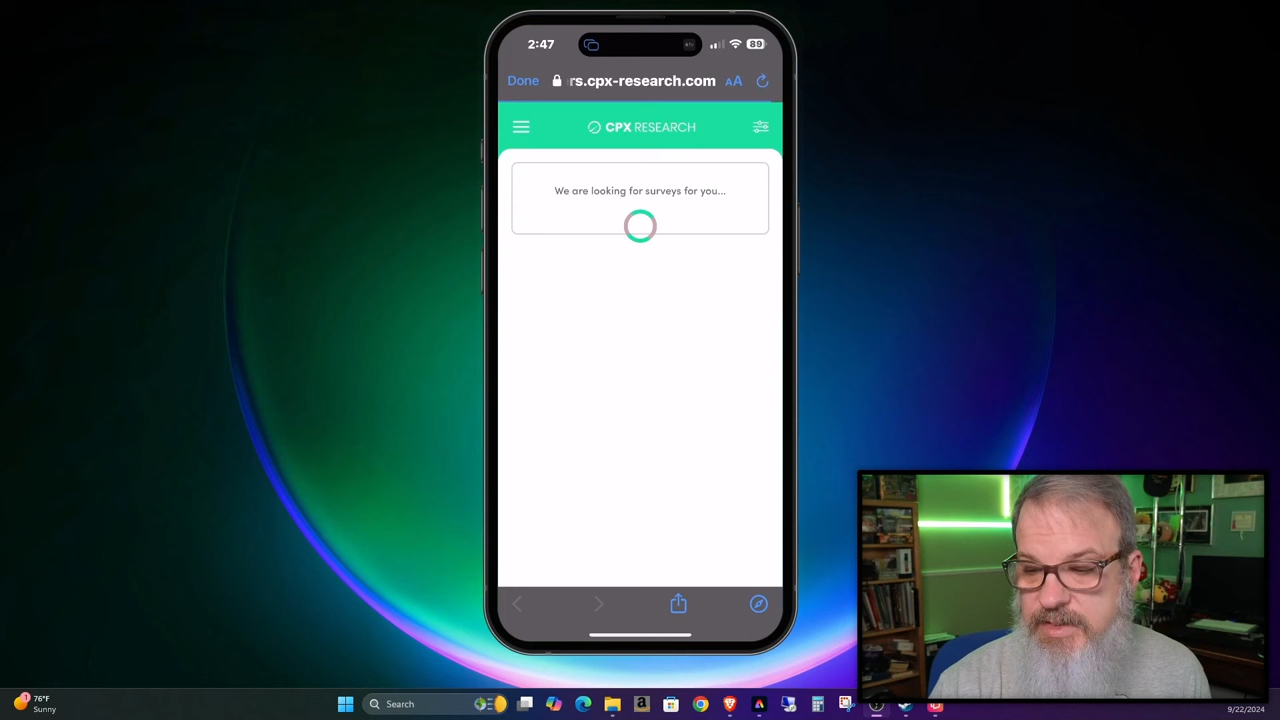 2:47
89
Done
rs.cpx-research.com
AA
CPX RESEARCH
We are looking for surveys for you...
76°F
Sunny
Search
9/22/2024